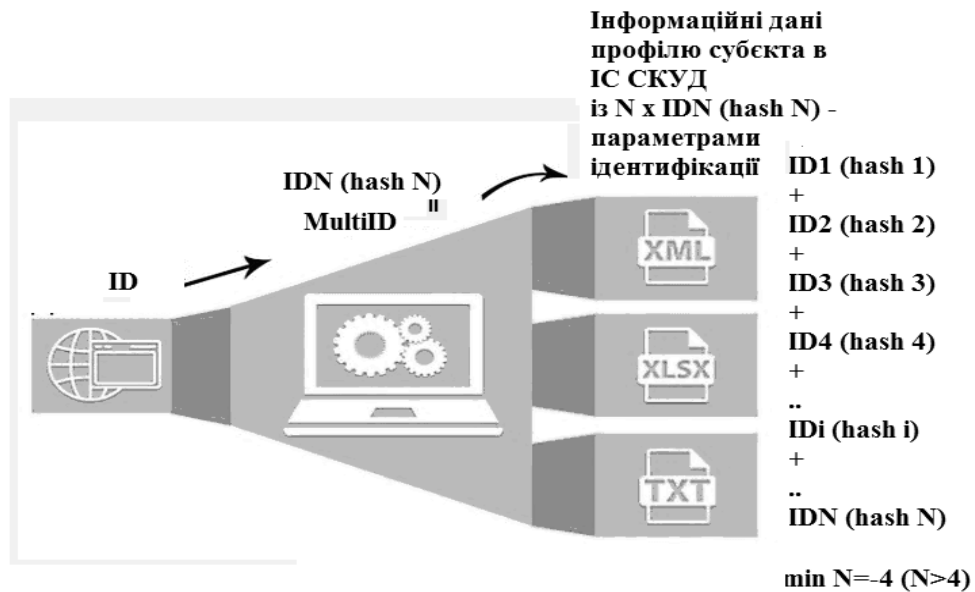 Інформаційні дані
профілю субєкта в
ІС СКУД
із N x IDN (hash N) -
параметрами
ідентифікації
IDN (hash N)
MultiID
"
ID
XML
XLSX
TXT
ID1 (hash 1)
+
ID2 (hash 2)
+
ID3 (hash 3)
+
ID4 (hash 4)
+
..
IDi (hash i)
+
..
IDN (hash N)
min N=-4 (N>4)